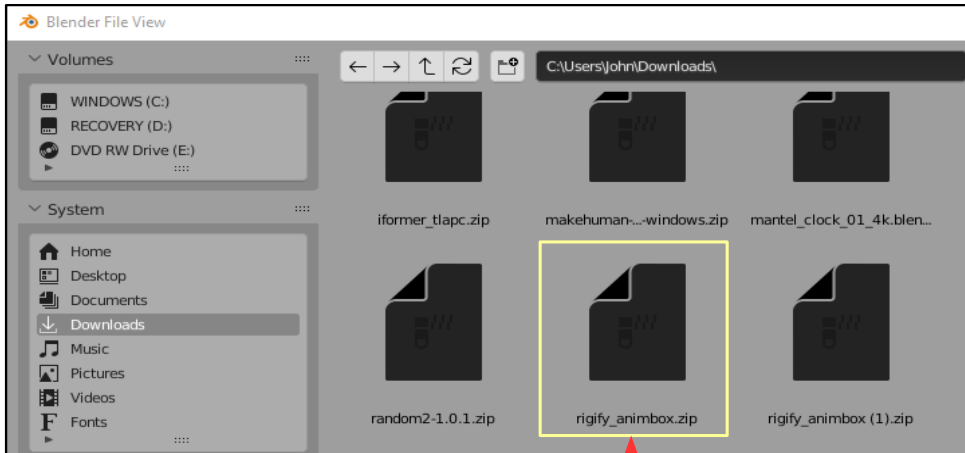 Blender File View
Volumes
WINDOWS (C:)
RECOVERY (D:)
DVD RW Drive (E:)
System
Home
Desktop
Documents
Downloads
Music
Pictures
Videos
Fonts
C:\Users\John\Downloads\
iformer_tlapc.zip
makehuman-...-windows.zip
mantel_clock_01_4k.blen...
random2-1.0.1.zip
rigify_animbox.zip
rigify_animbox (1).zip